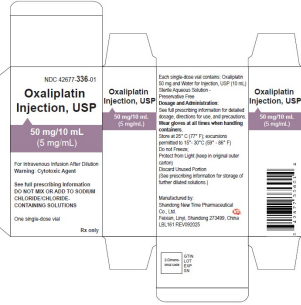 NDC 42677-336-01
Oxaliplatin
Injection, USP
50 mg/10 mL
(5 mg/mL)
For Intravenous Infusion After Dilution
Warning: Cytotoxic Agent
See full prescribing Information
DO NOT MIX OR ADD TO SODIUM
CHLORIDE/CHLORIDE-
CONTAINING SOLUTIONS
One single-dose vial
Rx only
Oxaliplatin
Injection, USP
50 mg/10 mL
(5 mg/mL)
Each single-dose vial contains: Oxaliplatin
50 mg and Water for Injection, USP (10 mL)
Sterile Aqueous Solution -
Preservative Free
Dosage and Administration:
See full prescribing information for detailed
dosage, directions for use, and precautions.
Wear gloves at all times when handling
containers.
Store at 25° C (77° F); excursions
permitted to 15°- 30°C (59° - 86° F)
Do not Freeze.
Protect from Light (keep in original outer
carton)
Discard Unused Portion
(See prescribing information for storage of
further diluted solutions.)
Manufactured by:
Shandong New Time Pharmaceutical
Co., Ltd.
Feixian, Linyi, Shandong 273499, China
LBL161 REV092025
GTIN
LOT
EXP
SN
Oxaliplatin
Injection, USP
50 mg/10 mL
(5 mg/mL)